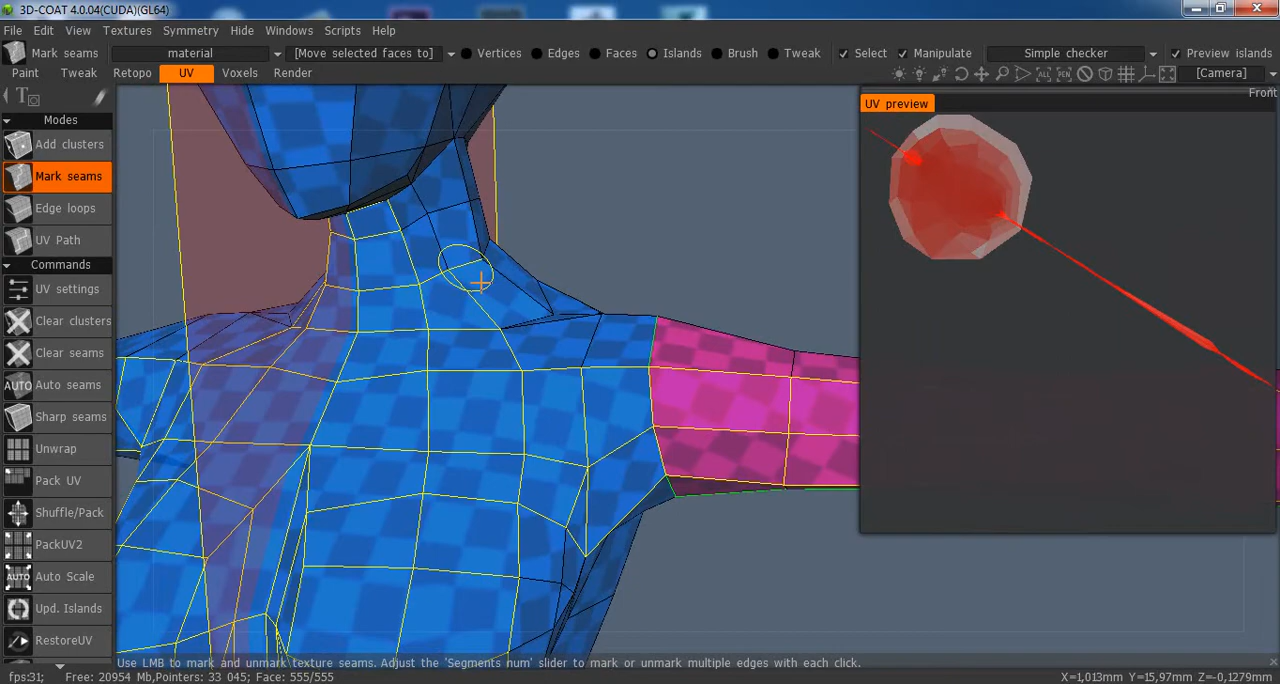 3D-COAT 4.0.04(CUDA)(GL64)
File Edit View Textures Symmetry Hide Windows Scripts Help
Mark seams material [Move selected faces to] Vertices Edges Faces Islands Brush Tweak Select Manipulate Simple checker Preview islands
Paint Tweak Retopo UV Voxels Render ALL PEN [Camera]
Front
UV preview
Modes
Add clusters
Mark seams
Edge loops
UV Path
Commands
UV settings
Clear clusters
Clear seams
AUTO Auto seams
Sharp seams
Unwrap
Pack UV
Shuffle/Pack
PackUV2
AUTO Auto Scale
Upd. Islands
RestoreUV
Use LMB to mark and unmark texture seams. Adjust the 'Segments num' slider to mark or unmark multiple edges with each click.
fps:31; Free: 20954 Mb,Pointers: 33 045; Face: 555/555 X=1,013mm Y=15,97mm Z=-0,1279mm